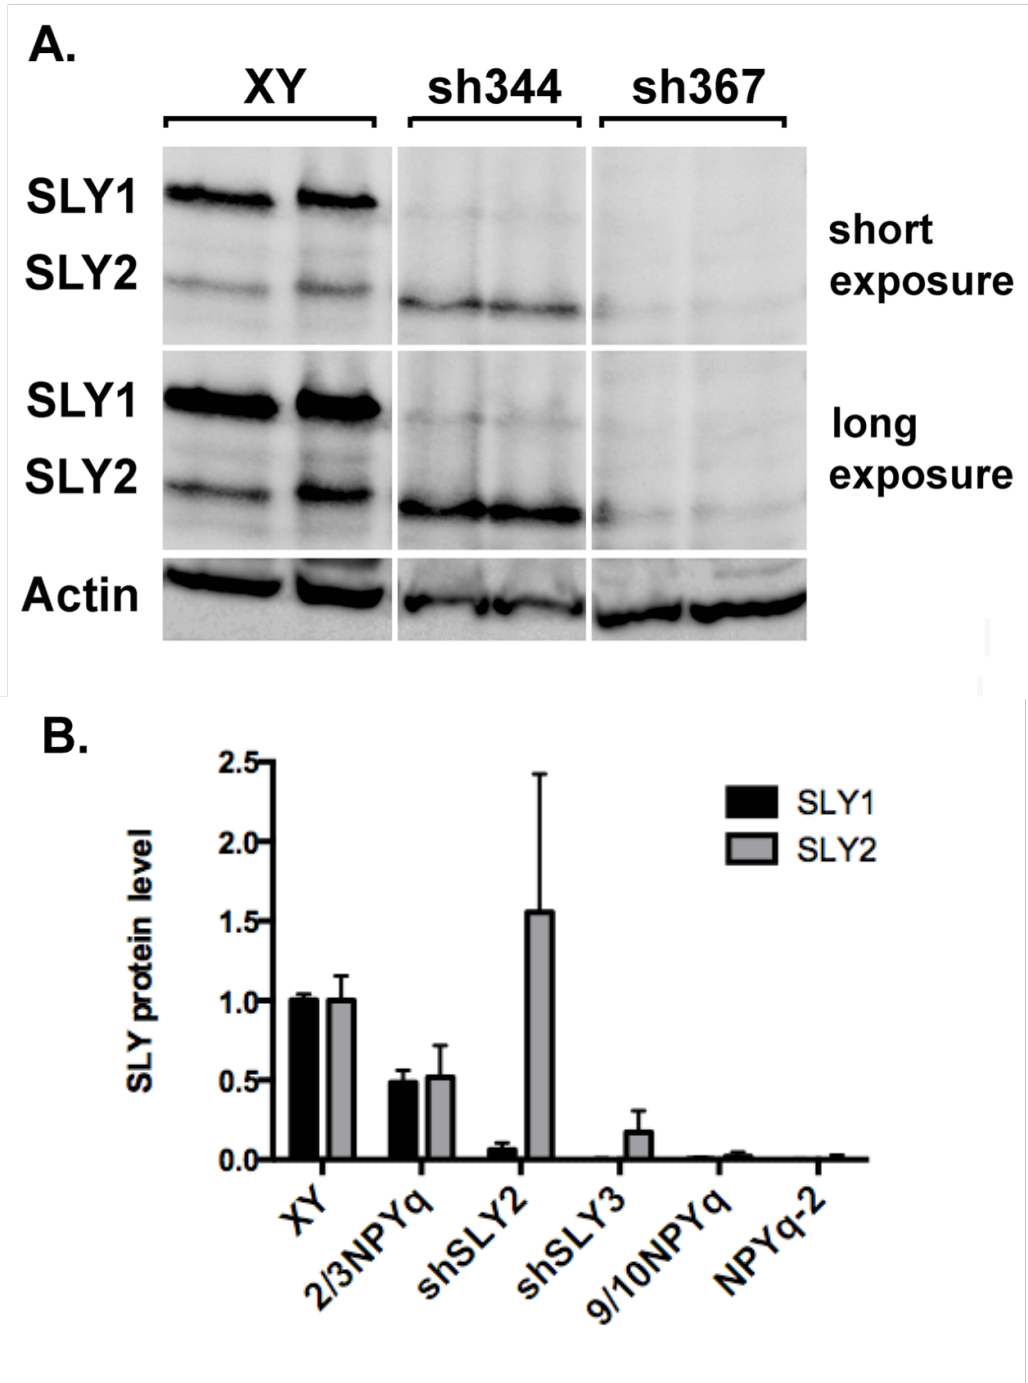 A.
XY sh344 sh367
SLY1
SLY2
short
exposure
SLY1
SLY2
long
exposure
Actin
B.
SLY protein level
2.5
2.0
1.5
1.0
0.5
0.0
SLY1
SLY2
XY
2/3NPYq
shSLY2
shSLY3
9/10NPYq
NPYq-2